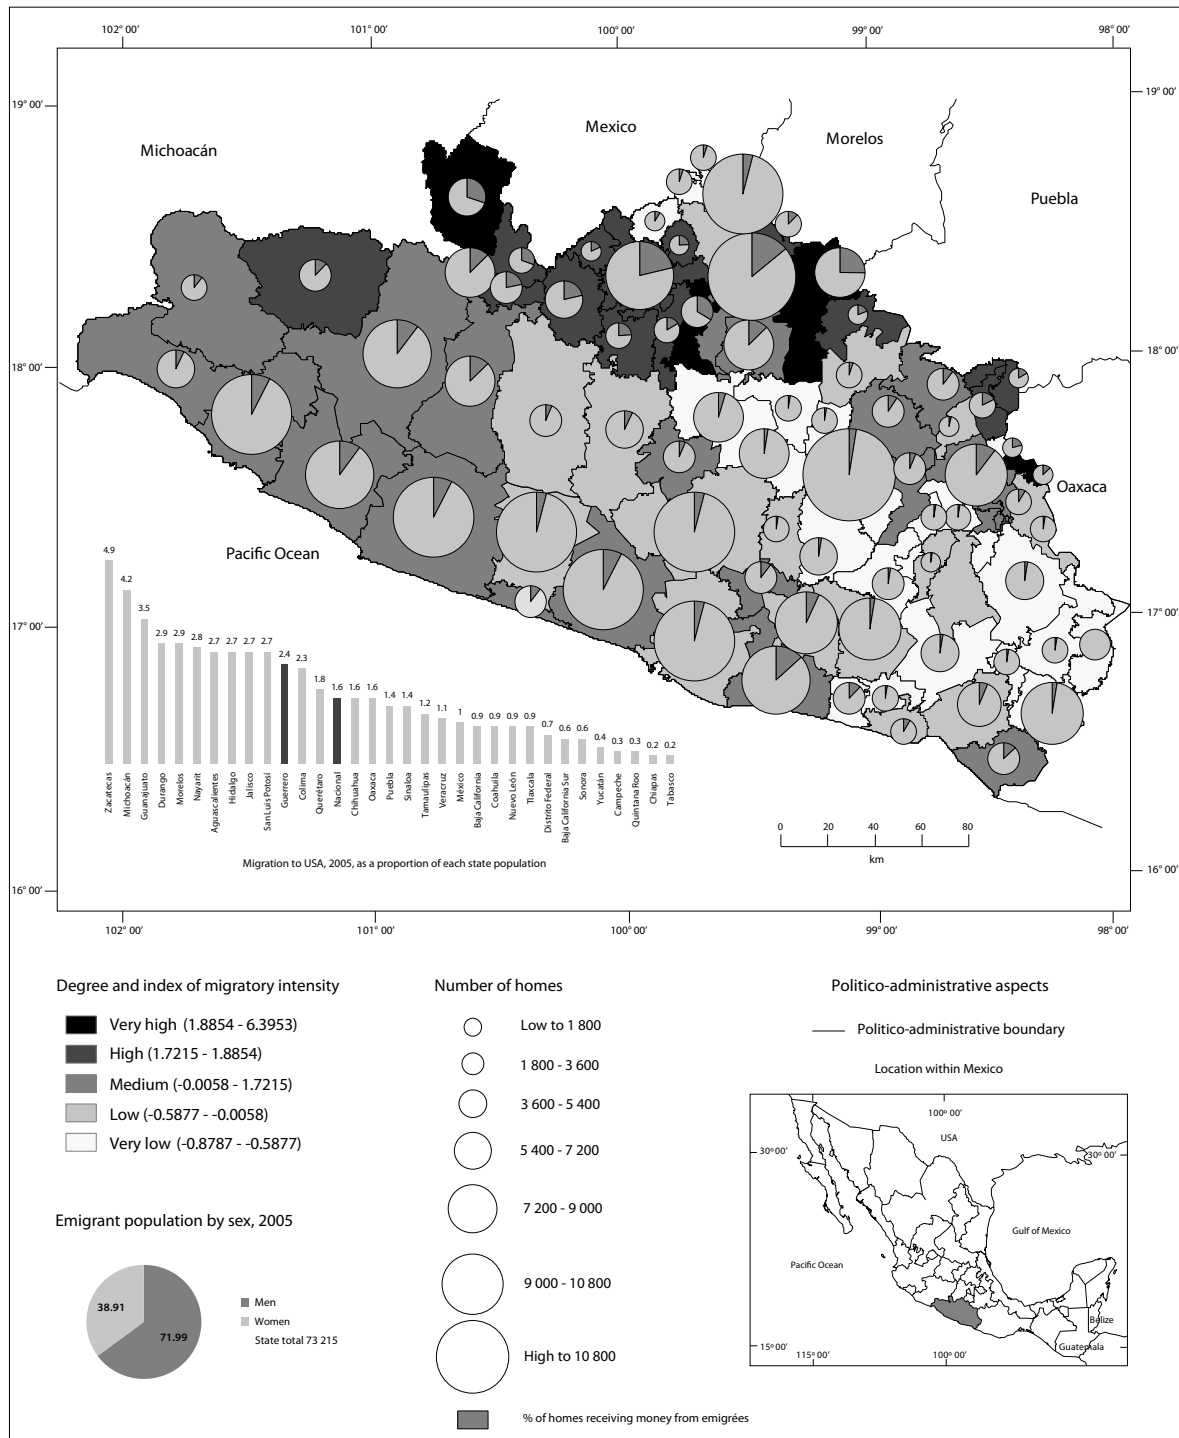 102° 00'
101° 00'
100° 00'
99° 00'
98° 00'
19° 00'
19° 00'
Mexico
Michoacán
Morelos
Puebla
18° 00'
18° 00'
Oaxaca
Pacific Ocean
17° 00'
17° 00'
4.9
4.2
3.5
2.9
2.9
2.8
2.7
2.7
2.7
2.7
2.4
2.3
1.8
1.6
1.6
1.6
1.4
1.4
1.2
1.1
1
0.9
0.9
0.9
0.9
0.7
0.6
0.6
0.4
0.3
0.3
0.2
0.2
Zacatecas
Michoacán
Guanajuato
Durango
Morelos
Nayarit
Aguascalientes
Hidalgo
Jalisco
San Luis Potosí
Guerrero
Colima
Querétaro
Nacional
Chihuahua
Oaxaca
Puebla
Sinaloa
Tamaulipas
Veracruz
México
Baja California
Coahuila
Nuevo León
Tlaxcala
Distrito Federal
Baja California Sur
Sonora
Yucatán
Campeche
Quintana Roo
Chiapas
Tabasco
Migration to USA, 2005, as a proportion of each state population
0 20 40 60 80
km
16° 00'
16° 00'
102° 00'
101° 00'
100° 00'
99° 00'
98° 00'
Degree and index of migratory intensity
Very high (1.8854 - 6.3953)
High (1.7215 - 1.8854)
Medium (-0.0058 - 1.7215)
Low (-0.5877 - -0.0058)
Very low (-0.8787 - -0.5877)
Emigrant population by sex, 2005
38.91
71.99
Men
Women
State total 73 215
Number of homes
Low to 1 800
1 800 - 3 600
3 600 - 5 400
5 400 - 7 200
7 200 - 9 000
9 000 - 10 800
High to 10 800
% of homes receiving money from emigrées
Politico-administrative aspects
Politico-administrative boundary
Location within Mexico
100° 00'
USA
30° 00'
30° 00'
Gulf of Mexico
Pacific Ocean
Belize
Guatemala
15° 00'
115° 00'
100° 00'